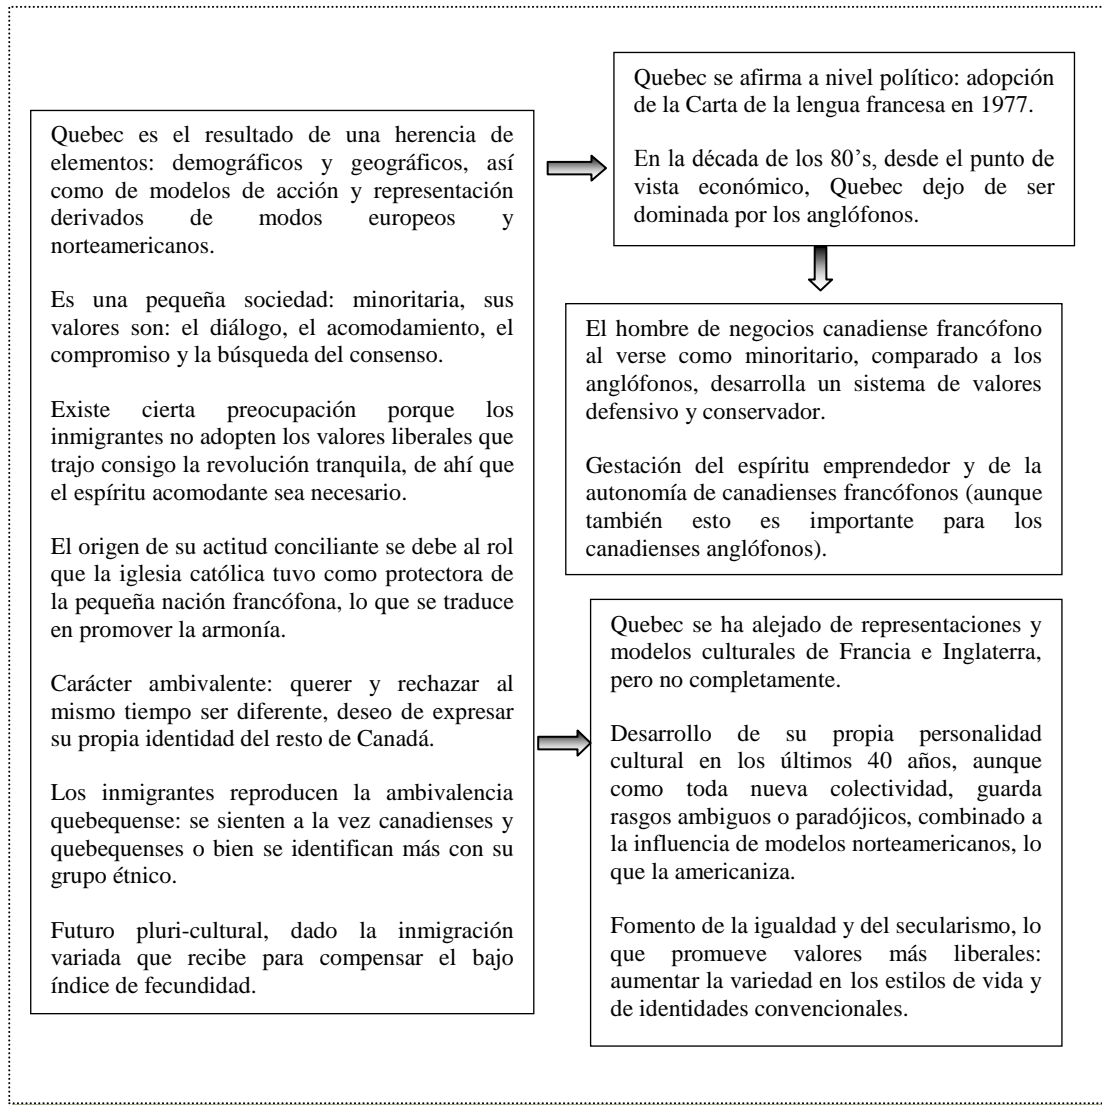 Quebec es el resultado de una herencia de
elementos: demográficos y geográficos, así
como de modelos de acción y representación
derivados de modos europeos y
norteamericanos.
Es una pequeña sociedad: minoritaria, sus
valores son: el diálogo, el acomodamiento, el
compromiso y la búsqueda del consenso.
Existe cierta preocupación porque los
inmigrantes no adopten los valores liberales que
trajo consigo la revolución tranquila, de ahí que
el espíritu acomodante sea necesario.
El origen de su actitud conciliante se debe al rol
que la iglesia católica tuvo como protectora de
la pequeña nación francófona, lo que se traduce
en promover la armonía.
Carácter ambivalente: querer y rechazar al
mismo tiempo ser diferente, deseo de expresar
su propia identidad del resto de Canadá.
Los inmigrantes reproducen la ambivalencia
quebequense: se sienten a la vez canadienses y
quebequenses o bien se identifican más con su
grupo étnico.
Futuro pluri-cultural, dado la inmigración
variada que recibe para compensar el bajo
índice de fecundidad.
Quebec se afirma a nivel político: adopción
de la Carta de la lengua francesa en 1977.
En la década de los 80’s, desde el punto de
vista económico, Quebec dejo de ser
dominada por los anglófonos.
El hombre de negocios canadiense francófono
al verse como minoritario, comparado a los
anglófonos, desarrolla un sistema de valores
defensivo y conservador.
Gestación del espíritu emprendedor y de la
autonomía de canadienses francófonos (aunque
también esto es importante para los
canadienses anglófonos).
Quebec se ha alejado de representaciones y
modelos culturales de Francia e Inglaterra,
pero no completamente.
Desarrollo de su propia personalidad
cultural en los últimos 40 años, aunque
como toda nueva colectividad, guarda
rasgos ambiguos o paradójicos, combinado a
la influencia de modelos norteamericanos, lo
que la americaniza.
Fomento de la igualdad y del secularismo, lo
que promueve valores más liberales:
aumentar la variedad en los estilos de vida y
de identidades convencionales.